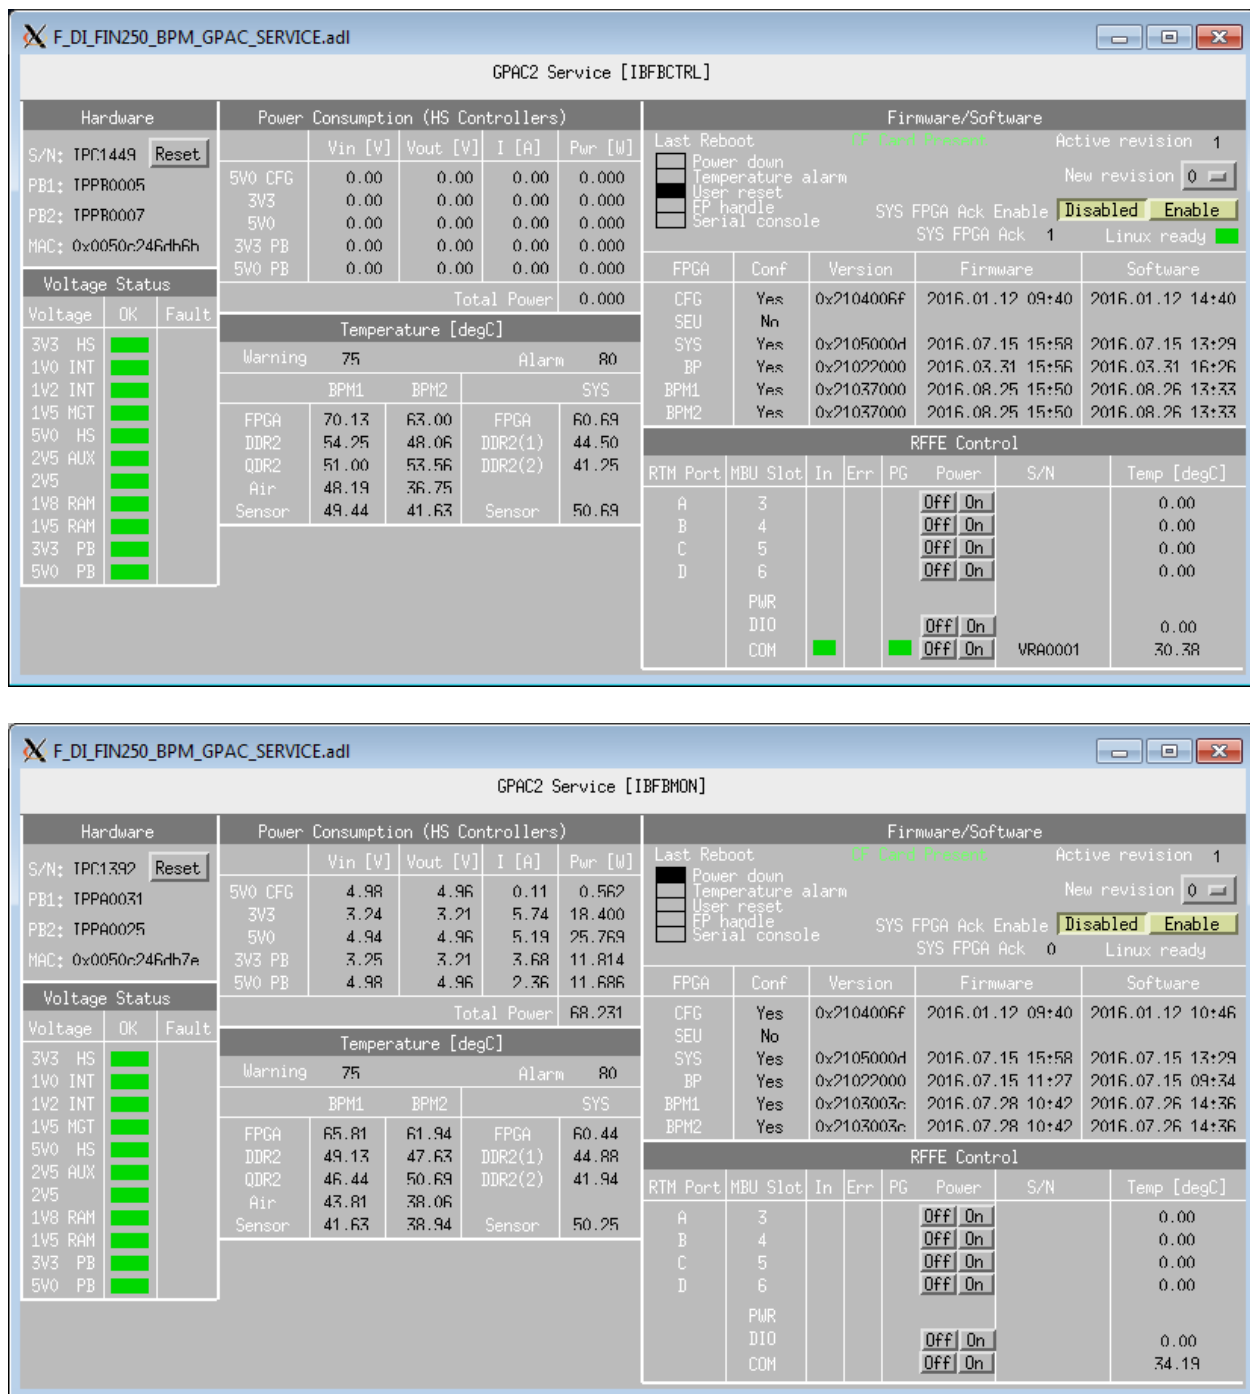 F_DI_FIN250_BPM_GPAC_SERVICE.adl
GPAC2 Service [IBFBCTRL]
Hardware
S/N: IPC1449 Reset
PB1: IPPB0005
PB2: IPPB0007
MAC: 0x0050c246db6b
Voltage Status
Voltage OK Fault
3V3 HS
1V0 INT
1V2 INT
1V5 MGT
5V0 HS
2V5 AUX
2V5
1V8 RAM
1V5 RAM
3V3 PB
5V0 PB
Power Consumption (HS Controllers)
Vin [V] Vout [V] I [A] Pwr [W]
5V0 CFG 0.00 0.00 0.00 0.000
3V3 0.00 0.00 0.00 0.000
5V0 0.00 0.00 0.00 0.000
3V3 PB 0.00 0.00 0.00 0.000
5V0 PB 0.00 0.00 0.00 0.000
Total Power 0.000
Temperature [degC]
Warning 75 Alarm 80
BPM1 BPM2 SYS
FPGA 70.13 63.00 FPGA 60.69
DDR2 54.25 48.06 DDR2(1) 44.50
QDR2 51.00 53.56 DDR2(2) 41.25
Air 48.19 36.75
Sensor 49.44 41.63 Sensor 50.69
Firmware/Software
Last Reboot CF Card Present Active revision 1
Power down
Temperature alarm New revision 0
User reset
FP handle SYS FPGA Ack Enable Disabled Enable
Serial console SYS FPGA Ack 1 Linux ready
FPGA Conf Version Firmware Software
CFG Yes 0x2104006f 2016.01.12 09:40 2016.01.12 14:40
SEU No
SYS Yes 0x2105000d 2016.07.15 15:58 2016.07.15 13:29
BP Yes 0x21022000 2016.03.31 15:56 2016.03.31 16:26
BPM1 Yes 0x21037000 2016.08.25 15:50 2016.08.26 13:33
BPM2 Yes 0x21037000 2016.08.25 15:50 2016.08.26 13:33
RFFE Control
RTM Port MBU Slot In Err PG Power S/N Temp [degC]
A 3 Off On 0.00
B 4 Off On 0.00
C 5 Off On 0.00
D 6 Off On 0.00
PWR
DIO Off On 0.00
COM Off On VRA0001 30.38
F_DI_FIN250_BPM_GPAC_SERVICE.adl
GPAC2 Service [IBFBMON]
Hardware
S/N: IPC1392 Reset
PB1: IPPA0031
PB2: IPPA0025
MAC: 0x0050c246db7e
Voltage Status
Voltage OK Fault
3V3 HS
1V0 INT
1V2 INT
1V5 MGT
5V0 HS
2V5 AUX
2V5
1V8 RAM
1V5 RAM
3V3 PB
5V0 PB
Power Consumption (HS Controllers)
Vin [V] Vout [V] I [A] Pwr [W]
5V0 CFG 4.98 4.96 0.11 0.562
3V3 3.24 3.21 5.74 18.400
5V0 4.94 4.96 5.19 25.769
3V3 PB 3.25 3.21 3.68 11.814
5V0 PB 4.98 4.96 2.36 11.686
Total Power 68.231
Temperature [degC]
Warning 75 Alarm 80
BPM1 BPM2 SYS
FPGA 65.81 61.94 FPGA 60.44
DDR2 49.13 47.63 DDR2(1) 44.88
QDR2 46.44 50.69 DDR2(2) 41.94
Air 43.81 38.06
Sensor 41.63 38.94 Sensor 50.25
Firmware/Software
Last Reboot CF Card Present Active revision 1
Power down
Temperature alarm New revision 0
User reset
FP handle SYS FPGA Ack Enable Disabled Enable
Serial console SYS FPGA Ack 0 Linux ready
FPGA Conf Version Firmware Software
CFG Yes 0x2104006f 2016.01.12 09:40 2016.01.12 10:46
SEU No
SYS Yes 0x2105000d 2016.07.15 15:58 2016.07.15 13:29
BP Yes 0x21022000 2016.07.15 11:27 2016.07.15 09:34
BPM1 Yes 0x2103003c 2016.07.28 10:42 2016.07.26 14:36
BPM2 Yes 0x2103003c 2016.07.28 10:42 2016.07.26 14:36
RFFE Control
RTM Port MBU Slot In Err PG Power S/N Temp [degC]
A 3 Off On 0.00
B 4 Off On 0.00
C 5 Off On 0.00
D 6 Off On 0.00
PWR
DIO Off On 0.00
COM Off On 34.19